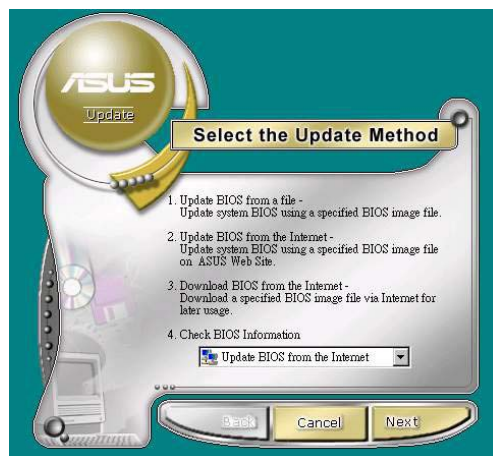 ASUS
Update
Select the Update Method
1. Update BIOS from a file -
Update system BIOS using a specified BIOS image file.
2. Update BIOS from the Internet -
Update system BIOS using a specified BIOS image file
on ASUS Web Site.
3. Download BIOS from the Internet -
Download a specified BIOS image file via Internet for
later usage.
4. Check BIOS Information
Update BIOS from the Internet
Back
Cancel
Next